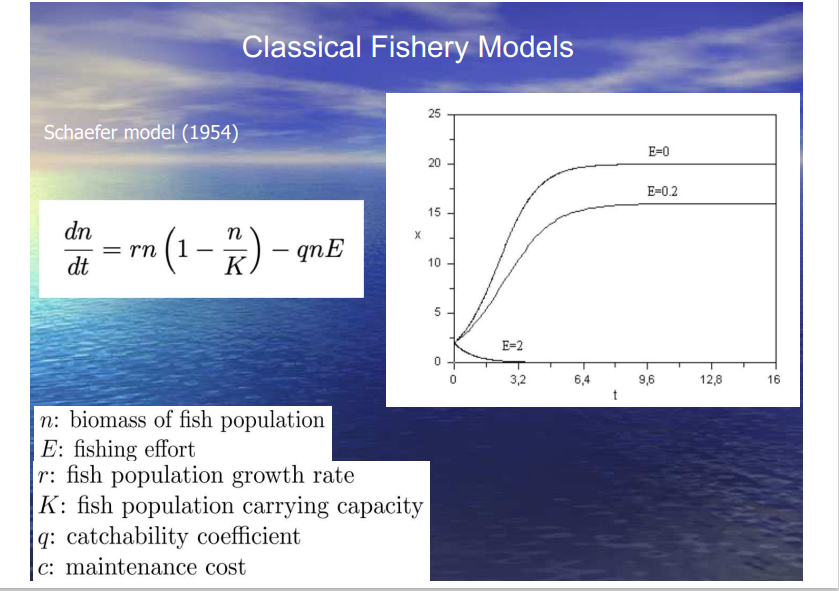 Classical Fishery Models
Schaefer model (1954)
dn/dt = rn (1 − n/K) − qnE
25
20
15
10
5
0
x
E=0
E=0.2
E=2
0 3,2 6,4 9,6 12,8 16
t
n: biomass of fish population
E: fishing effort
r: fish population growth rate
K: fish population carrying capacity
q: catchability coefficient
c: maintenance cost